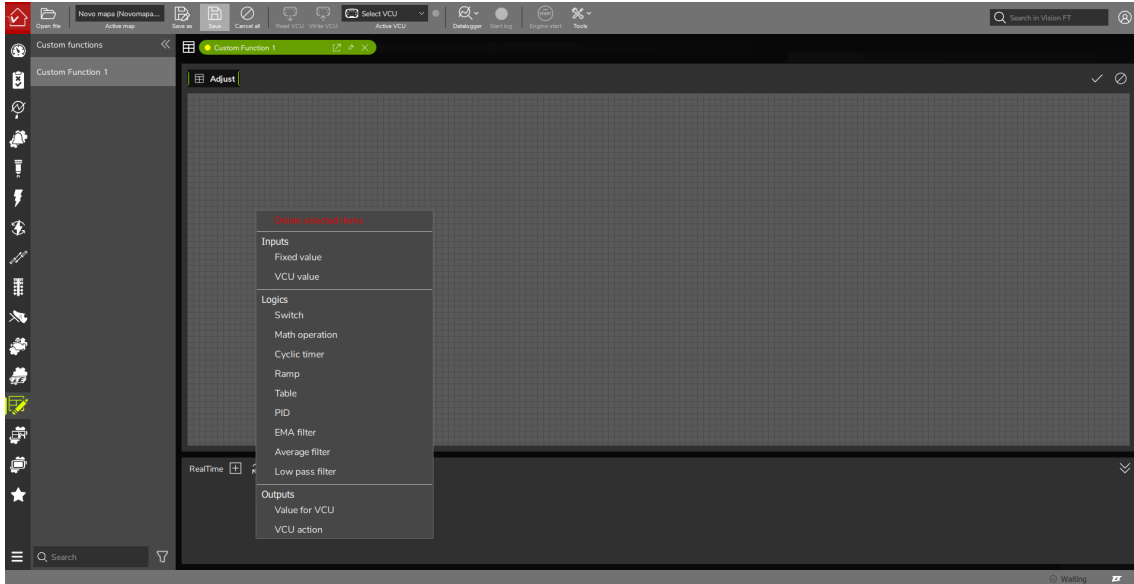 Novo mapa (Novomapa...
Select VCU
Search in Vision FT
Open file
Active map
Save as
Save
Cancel all
Read VCU
Write VCU
Active VCU
Datalogger
Start log
START
Engine start
Tools
Custom functions
Custom Function 1
Custom Function 1
Adjust
Inputs
Fixed value
VCU value
Logics
Switch
Math operation
Cyclic timer
Ramp
Table
PID
EMA filter
Average filter
Low pass filter
Outputs
Value for VCU
VCU action
RealTime
Search
Waiting